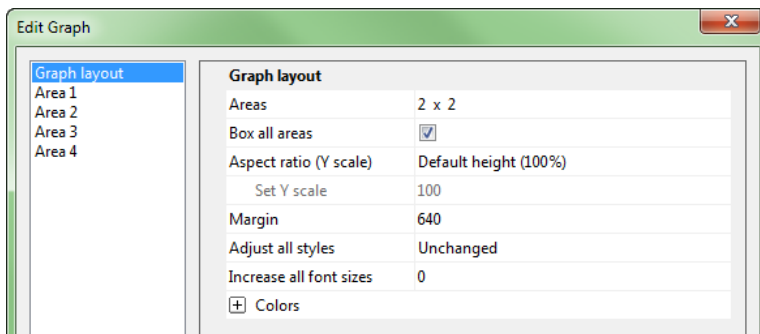 Edit Graph
Graph layout
Area 1
Area 2
Area 3
Area 4
Graph layout
Areas 2 x 2
Box all areas
Aspect ratio (Y scale) Default height (100%)
Set Y scale 100
Margin 640
Adjust all styles Unchanged
Increase all font sizes 0
Colors